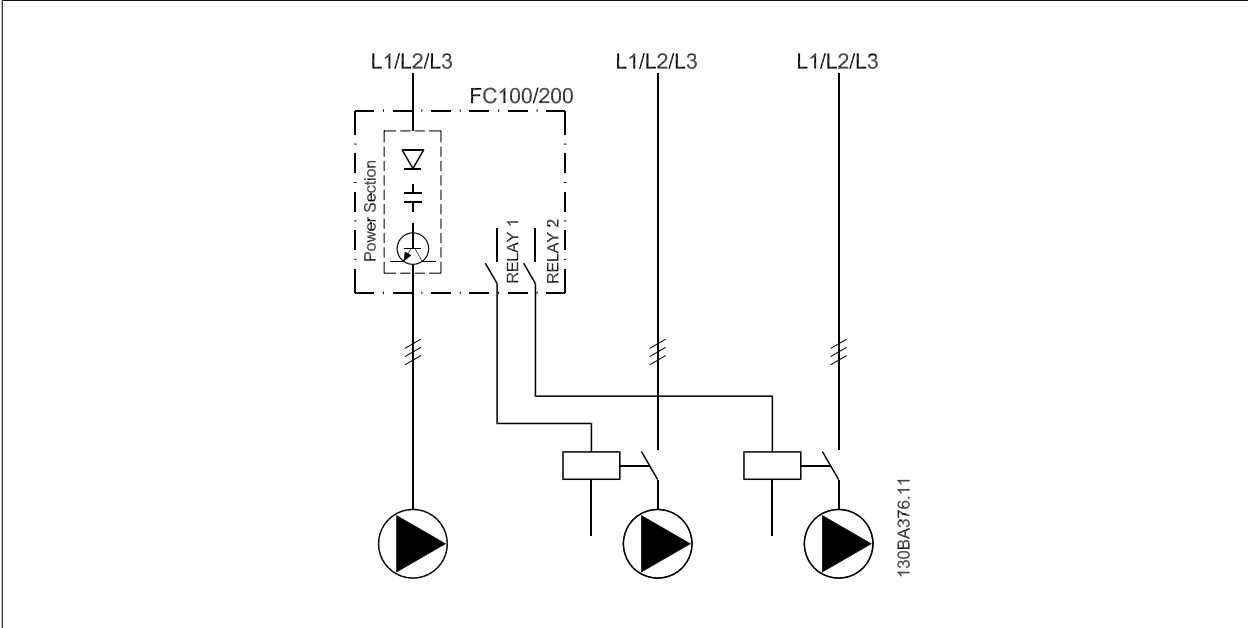 L1/L2/L3
L1/L2/L3
L1/L2/L3
FC100/200
Power Section
RELAY 1
RELAY 2
130BA376.11